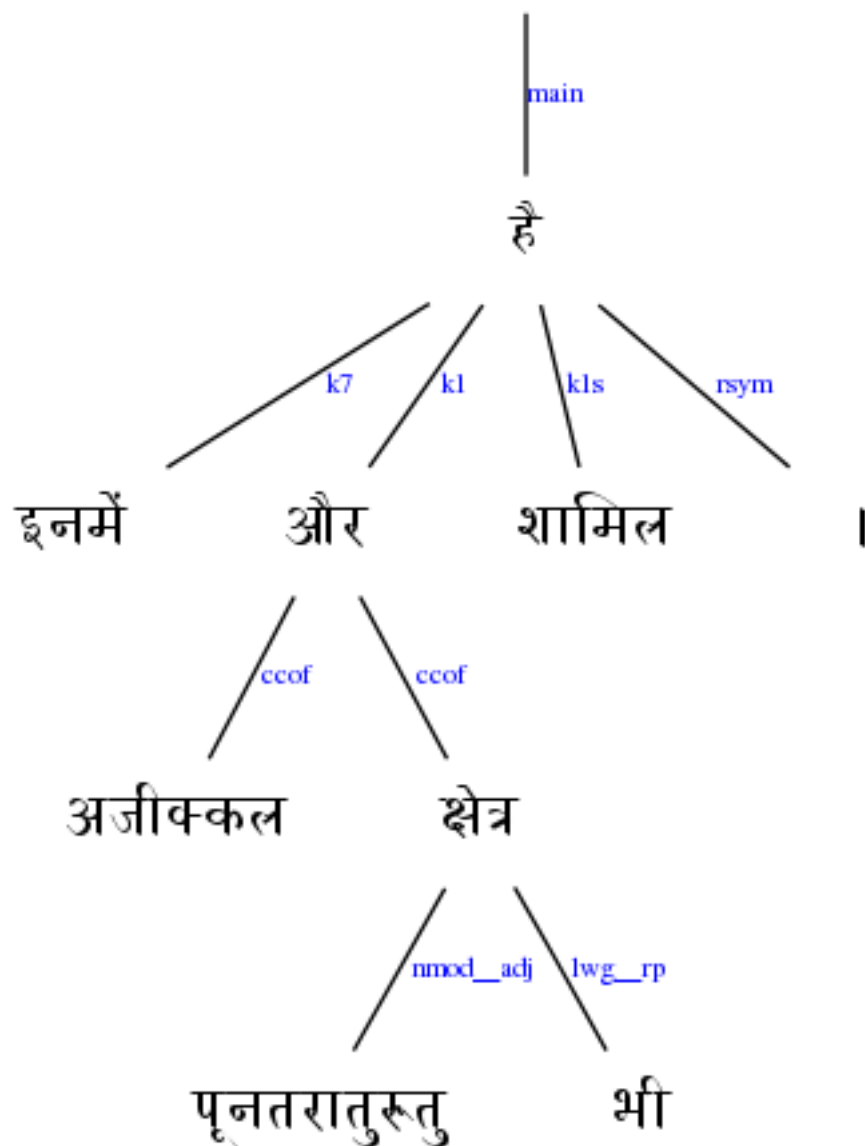 main
है
k7 k1 k1s rsym
इनमें और शामिल ।
ccof ccof
अजीक्कल क्षेत्र
nmod__adj lwg__rp
पूनतरातुरूतु भी